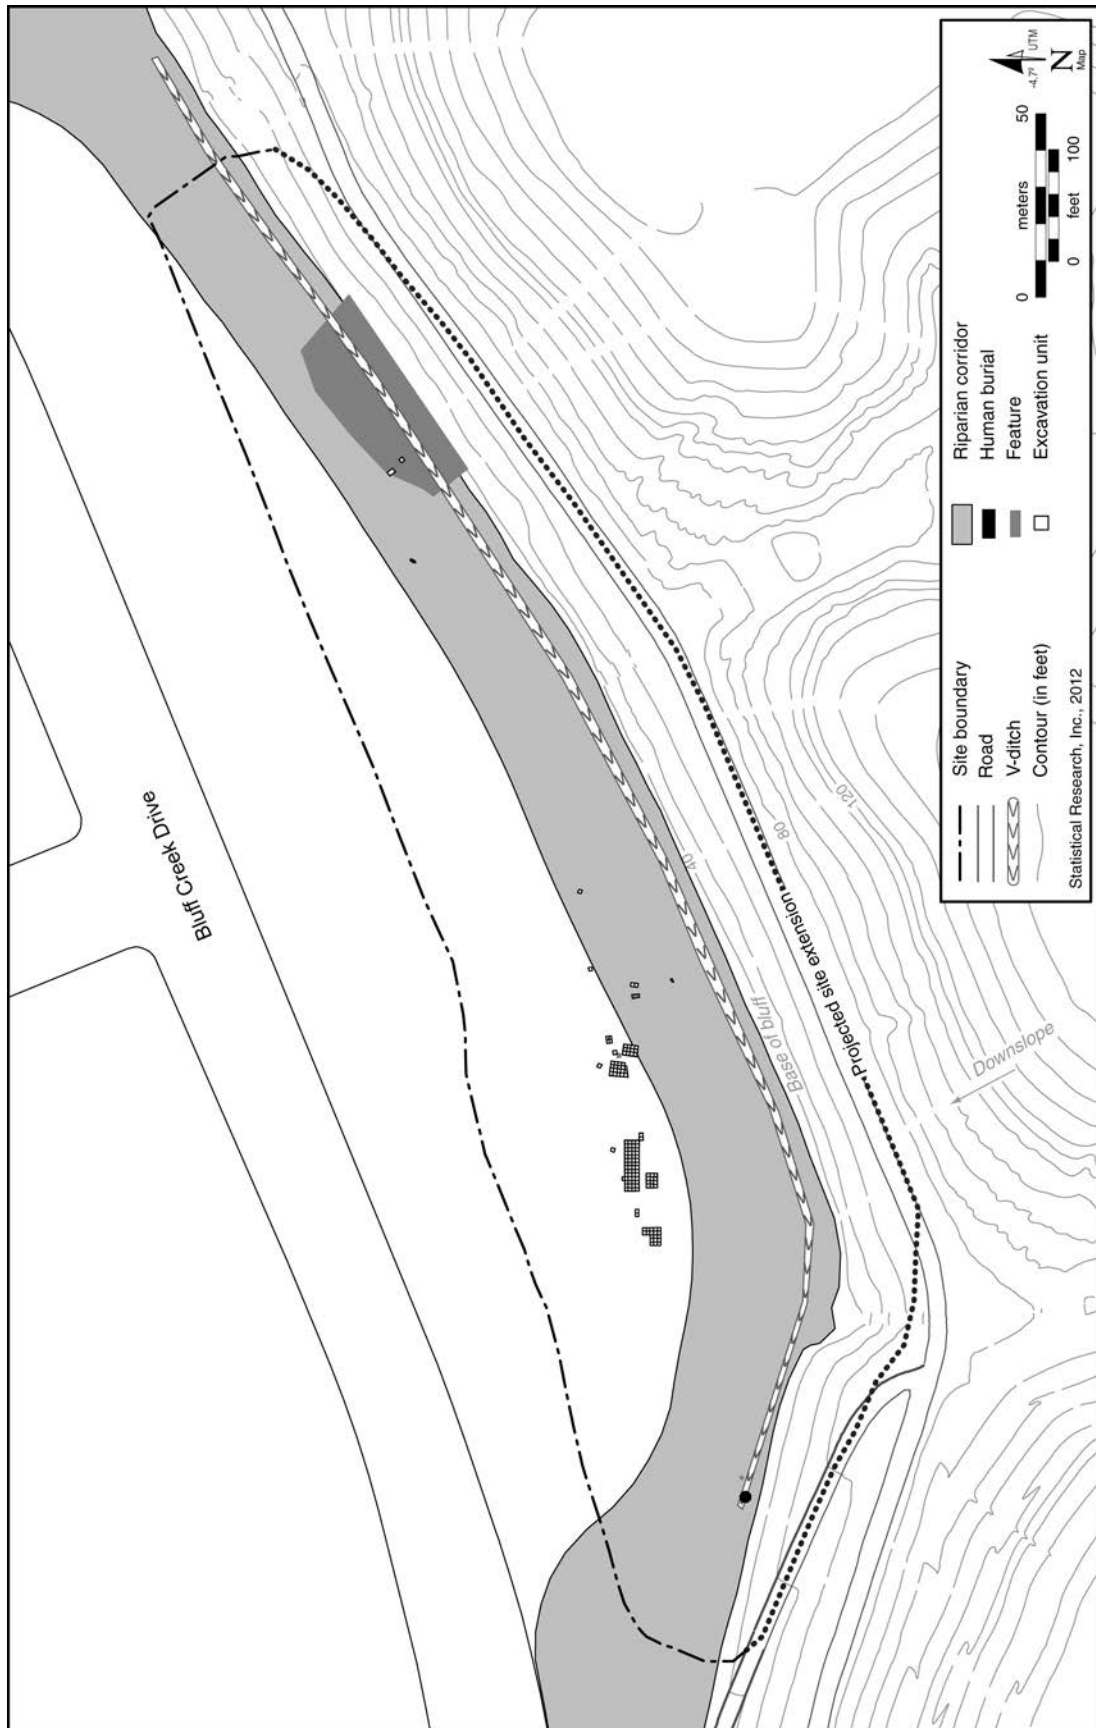 Bluff Creek Drive
40
80
120
Base of bluff
Projected site extension
Downslope
Site boundary
Road
V-ditch
Contour (in feet)
Statistical Research, Inc., 2012
Riparian corridor
Human burial
Feature
Excavation unit
0 meters 50
0 feet 100
-4.7° UTM
N
Map